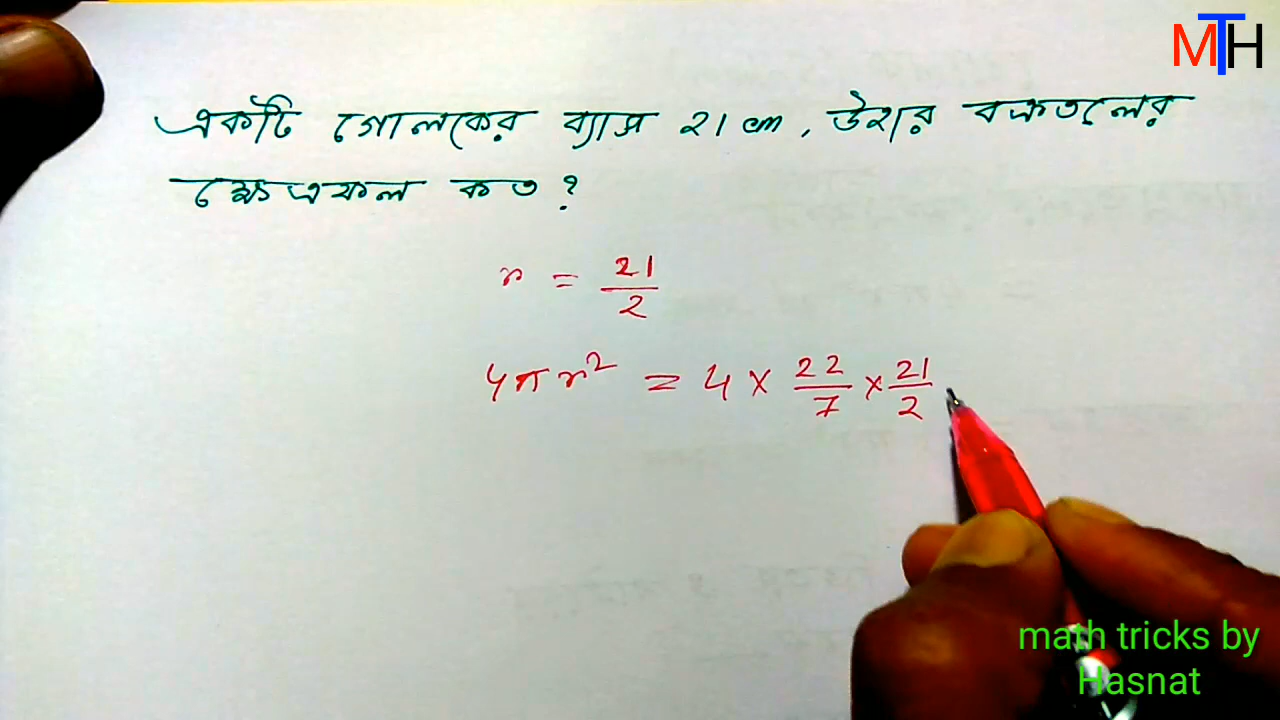 MTH
একটি গোলকের ব্যাস 21 cm, উহার বক্রতলের
ক্ষেত্রফল কত?
r = 21/2
4πr² = 4 × 22/7 × 21/2
math tricks by
Hasnat